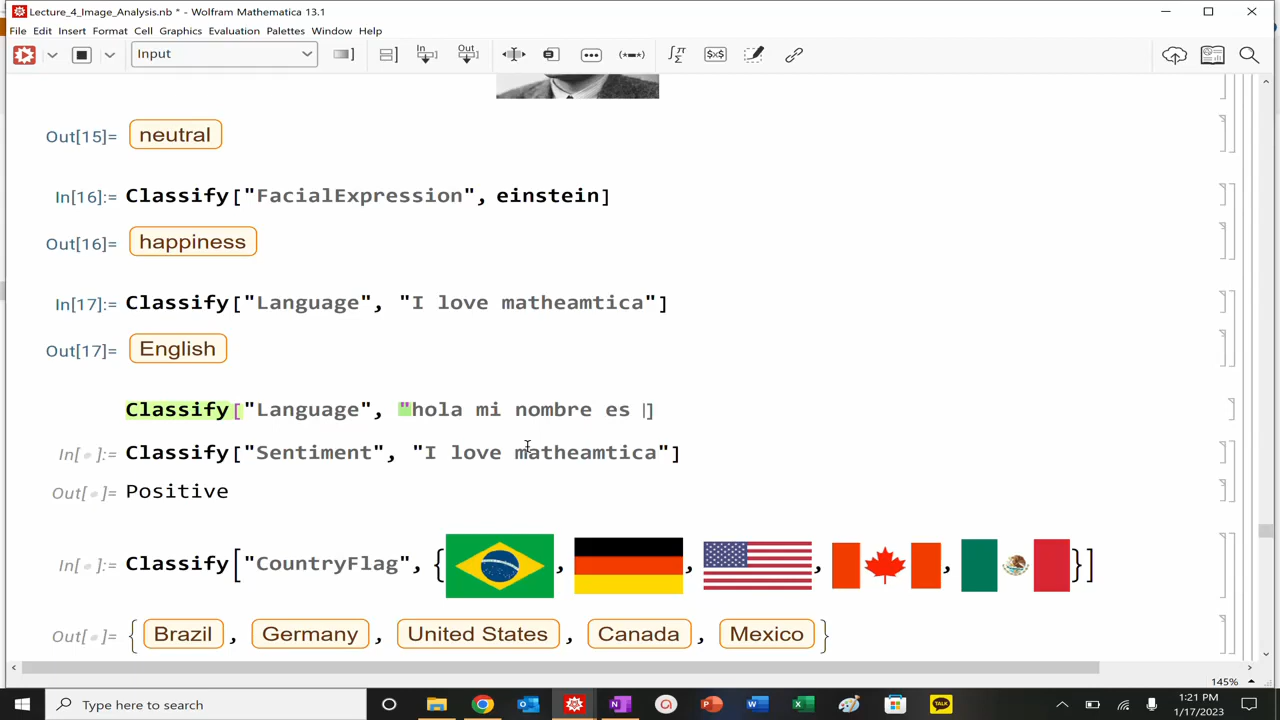 Lecture_4_Image_Analysis.nb * - Wolfram Mathematica 13.1
File Edit Insert Format Cell Graphics Evaluation Palettes Window Help
Input In Out
Out[15]= neutral
In[16]:= Classify["FacialExpression", einstein]
Out[16]= happiness
In[17]:= Classify["Language", "I love matheamtica"]
Out[17]= English
Classify["Language", "hola mi nombre es ]
In[ ]:= Classify["Sentiment", "I love matheamtica"]
Out[ ]= Positive
In[ ]:= Classify["CountryFlag", { , , , , }]
Out[ ]= { Brazil , Germany , United States , Canada , Mexico }
145%
Type here to search
TALK
1:21 PM
1/17/2023